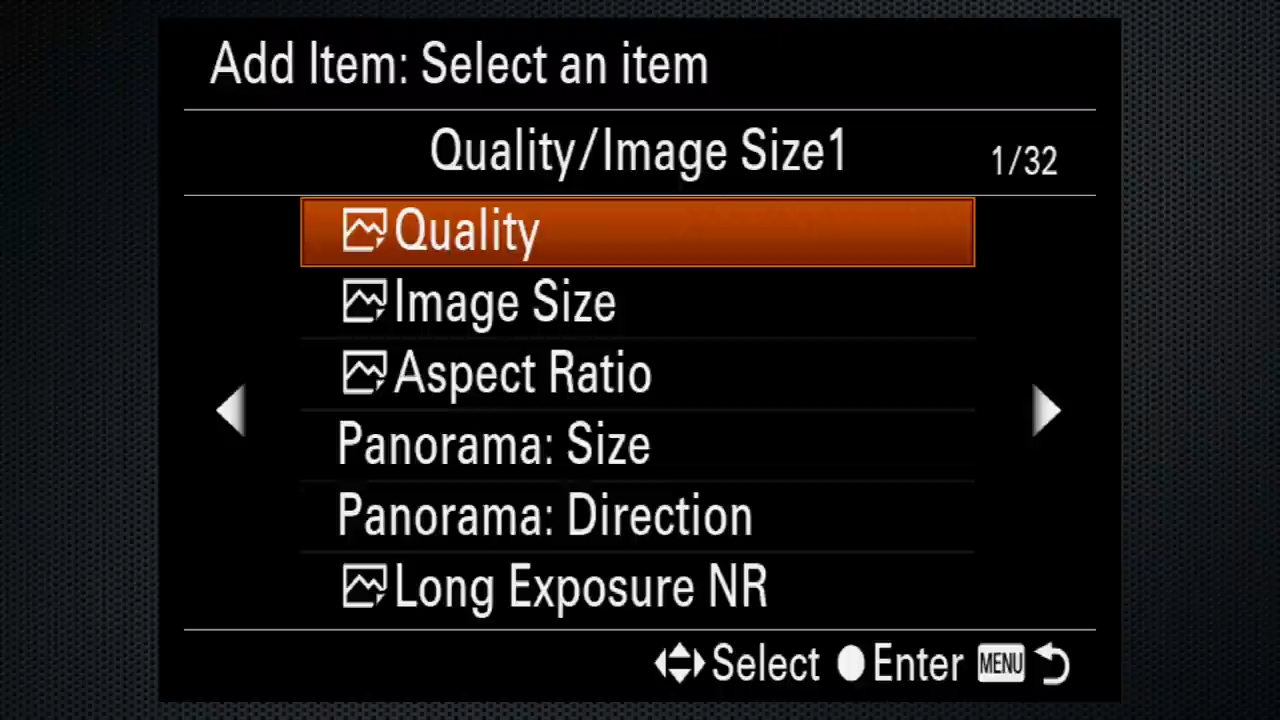 Add Item: Select an item
Quality/Image Size1 1/32
Quality
Image Size
Aspect Ratio
Panorama: Size
Panorama: Direction
Long Exposure NR
Select Enter MENU